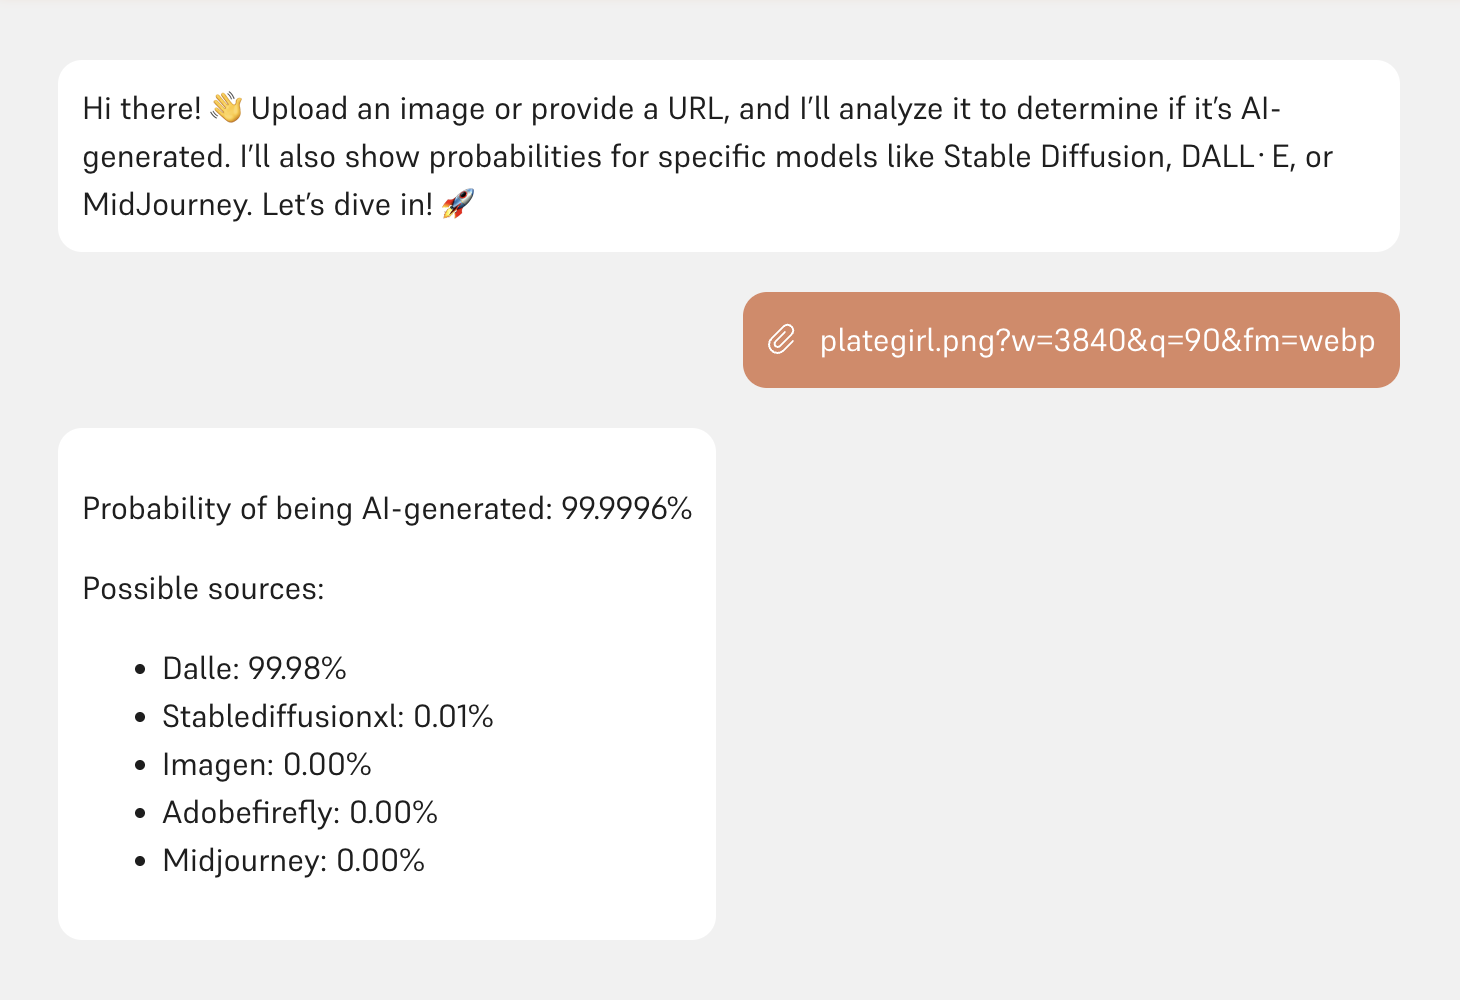 Hi there! 👋 Upload an image or provide a URL, and I’ll analyze it to determine if it’s AI-
generated. I’ll also show probabilities for specific models like Stable Diffusion, DALL·E, or
MidJourney. Let’s dive in! 🚀
plategirl.png?w=3840&q=90&fm=webp
Probability of being AI-generated: 99.9996%
Possible sources:
• Dalle: 99.98%
• Stablediffusionxl: 0.01%
• Imagen: 0.00%
• Adobefirefly: 0.00%
• Midjourney: 0.00%